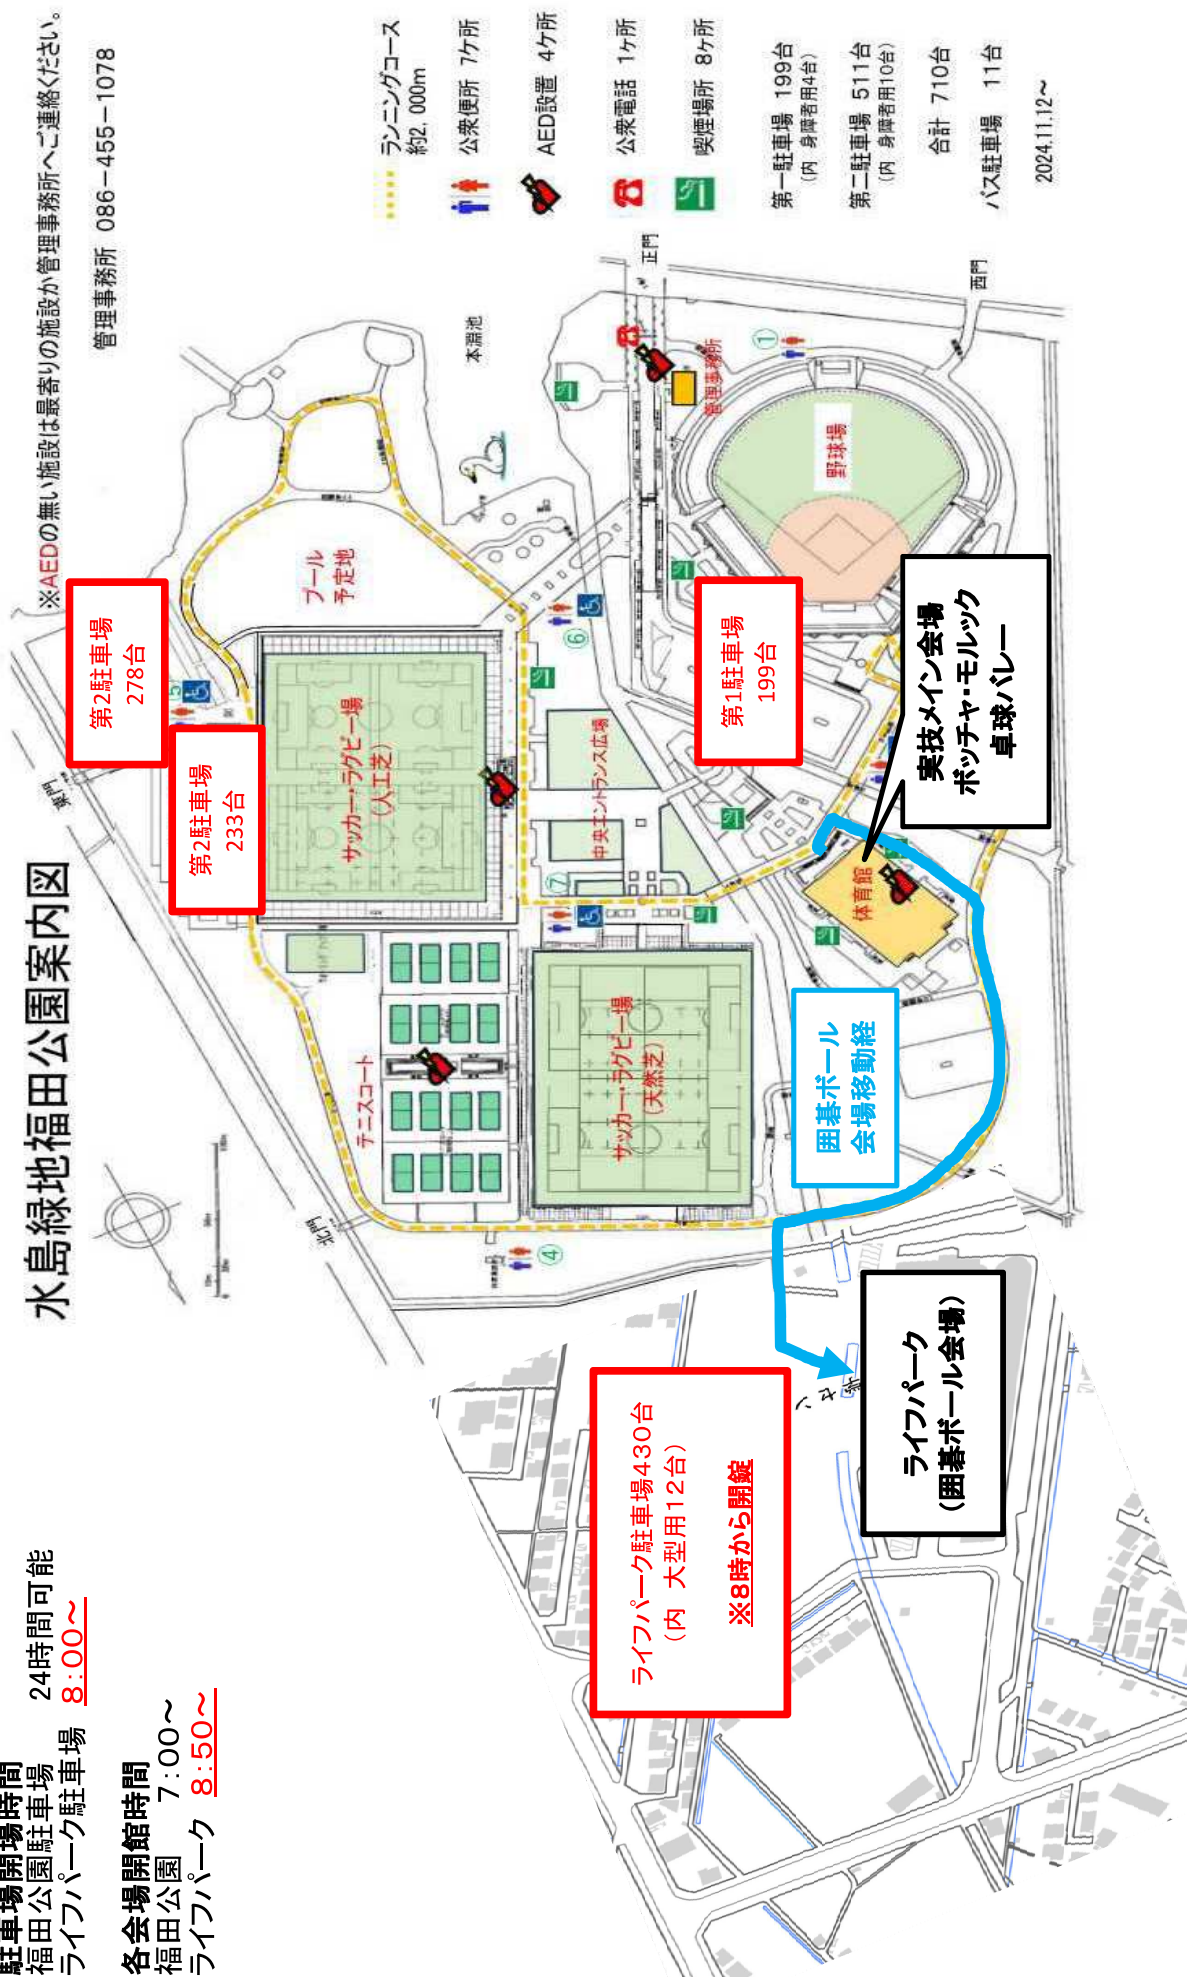 水島緑地福田公園案内図
※AEDの無い施設は最寄りの施設か管理事務所へご連絡ください。
管理事務所 086-455-1078
駐車場開場時間
福田公園駐車場 24時間可能
ライフパーク駐車場 8:00~
各会場開館時間
福田公園 7:00~
ライフパーク 8:50~
ランニングコース
約2,000m
公衆便所 7ケ所
AED設置 4ケ所
公衆電話 1ヶ所
喫煙場所 8ヶ所
第一駐車場 199台
(内 身障者用4台)
第二駐車場 511台
(内 身障者用10台)
合計 710台
バス駐車場 11台
2024.11.12~
第2駐車場
278台
第2駐車場
233台
東門
北門
正門
西門
本淵池
プール
予定地
サッカー・ラグビー場
(人工芝)
テニスコート
中央エントランス広場
サッカー・ラグビー場
(天然芝)
管理事務所
野球場
体育館
①
④
5
⑥
⑦
第1駐車場
199台
実技メイン会場
ボッチャ・モルック
卓球バレー
囲碁ボール
会場移動経
ライフパーク駐車場430台
(内 大型用12台)
※8時から開錠
ライフパーク
(囲碁ボール会場)
学セン